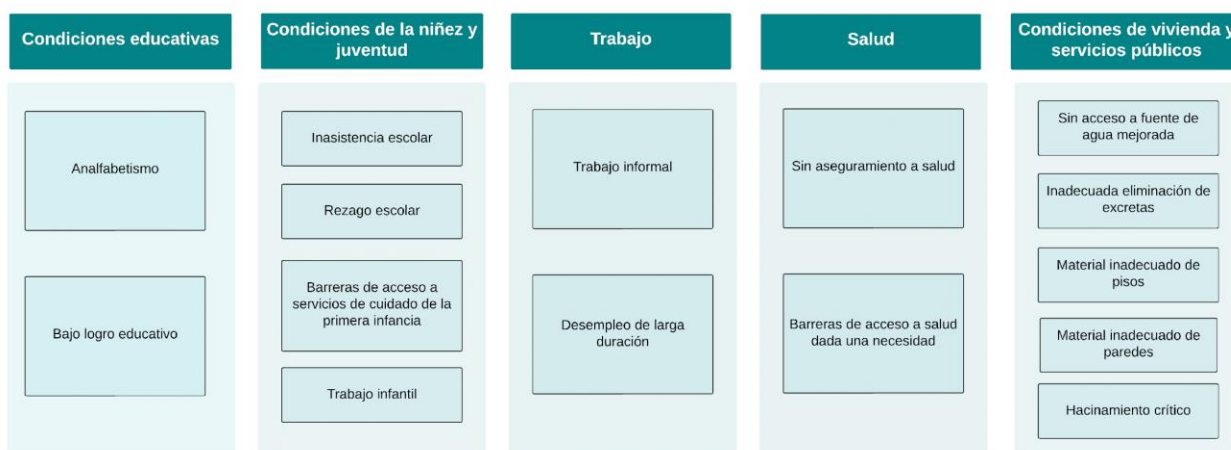 Condiciones educativas
Analfabetismo
Bajo logro educativo
Condiciones de la niñez y
juventud
Inasistencia escolar
Rezago escolar
Barreras de acceso a
servicios de cuidado de la
primera infancia
Trabajo infantil
Trabajo
Trabajo informal
Desempleo de larga
duración
Salud
Sin aseguramiento a salud
Barreras de acceso a salud
dada una necesidad
Condiciones de vivienda y
servicios públicos
Sin acceso a fuente de
agua mejorada
Inadecuada eliminación de
excretas
Material inadecuado de
pisos
Material inadecuado de
paredes
Hacinamiento crítico